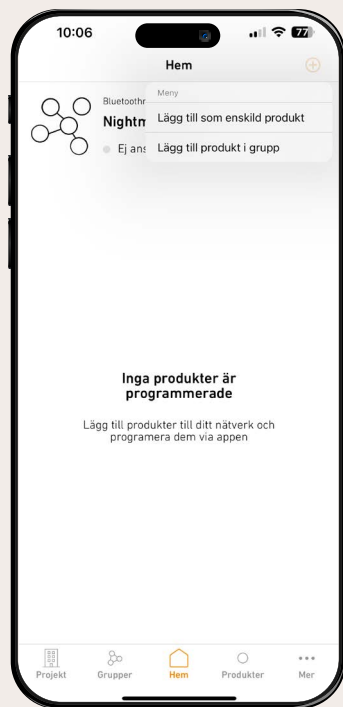 10:06
77
Hem
Meny
Lägg till som enskild produkt
Lägg till produkt i grupp
Nightm
Ej ans
Inga produkter är
programmerade
Lägg till produkter till ditt nätverk och
programera dem via appen
Projekt
Grupper
Hem
Produkter
Mer